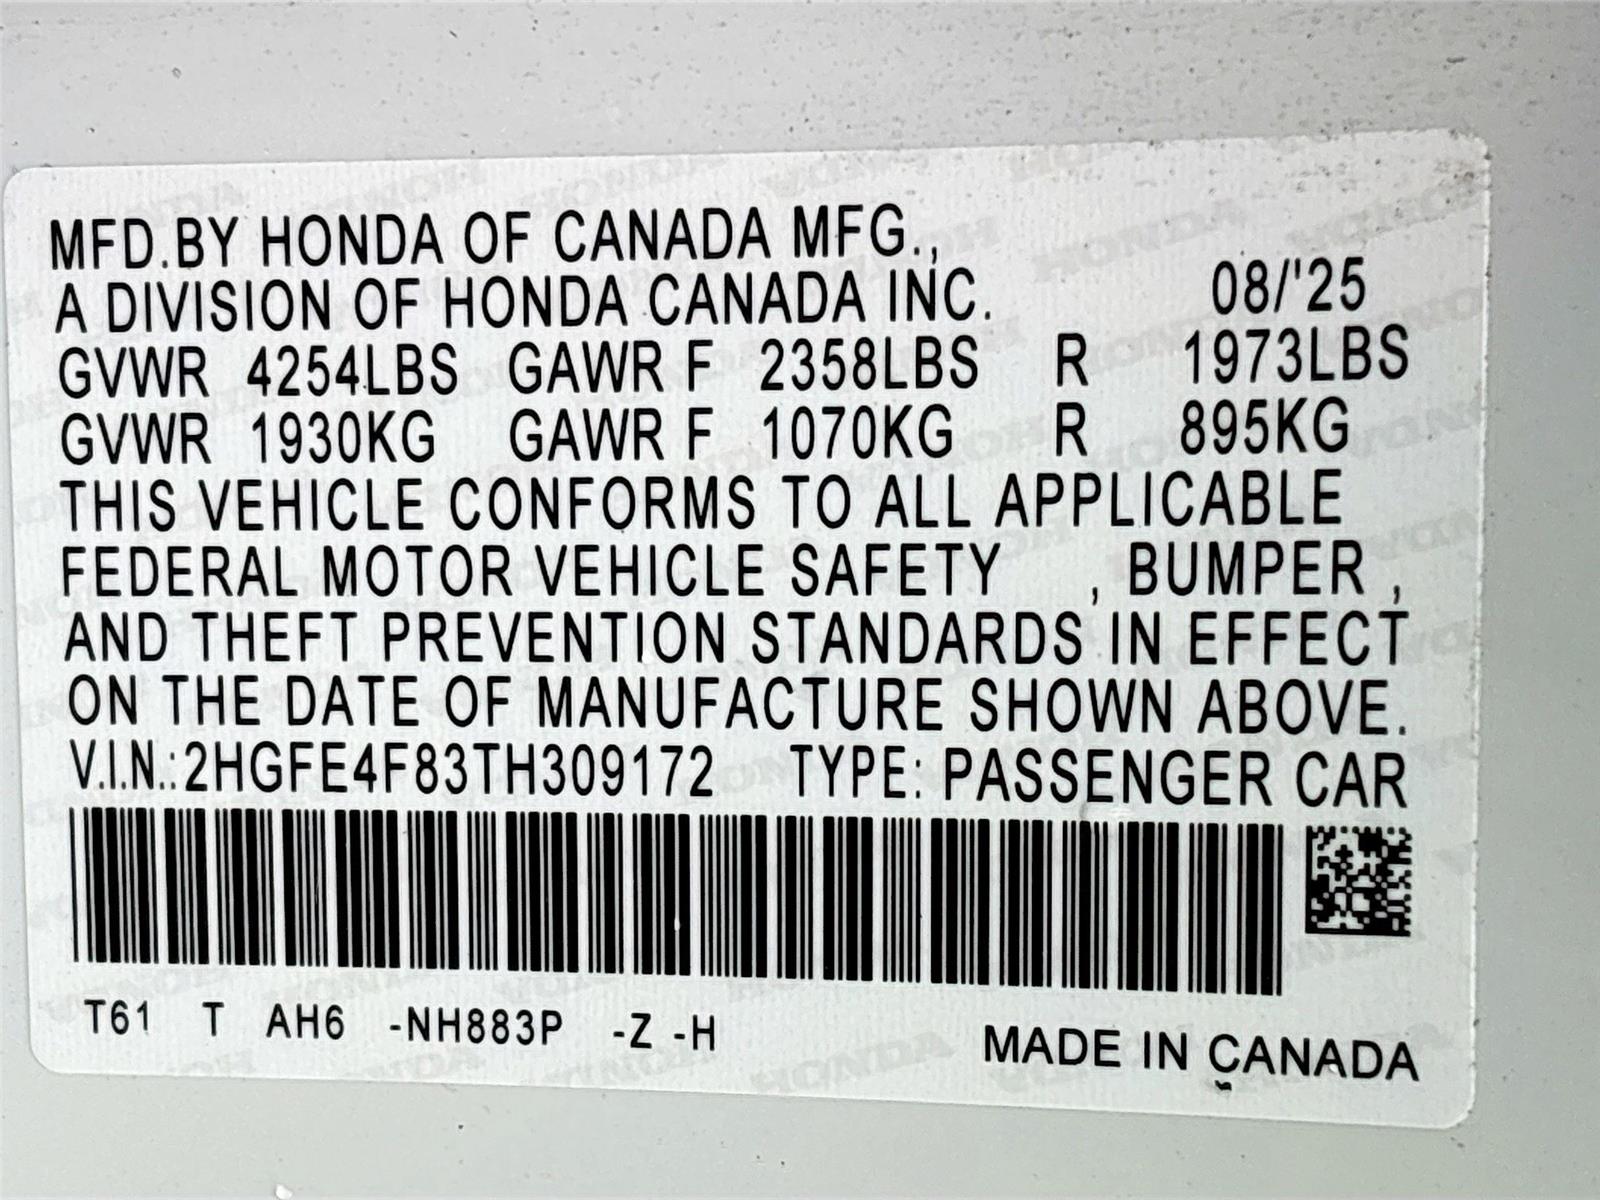 MFD.BY HONDA OF CANADA MFG.,
A DIVISION OF HONDA CANADA INC. 08/'25
GVWR 4254LBS GAWR F 2358LBS R 1973LBS
GVWR 1930KG GAWR F 1070KG R 895KG
THIS VEHICLE CONFORMS TO ALL APPLICABLE
FEDERAL MOTOR VEHICLE SAFETY , BUMPER ,
AND THEFT PREVENTION STANDARDS IN EFFECT
ON THE DATE OF MANUFACTURE SHOWN ABOVE.
V.I.N.:2HGFE4F83TH309172 TYPE: PASSENGER CAR
T61 T AH6 -NH883P -Z -H
MADE IN CANADA